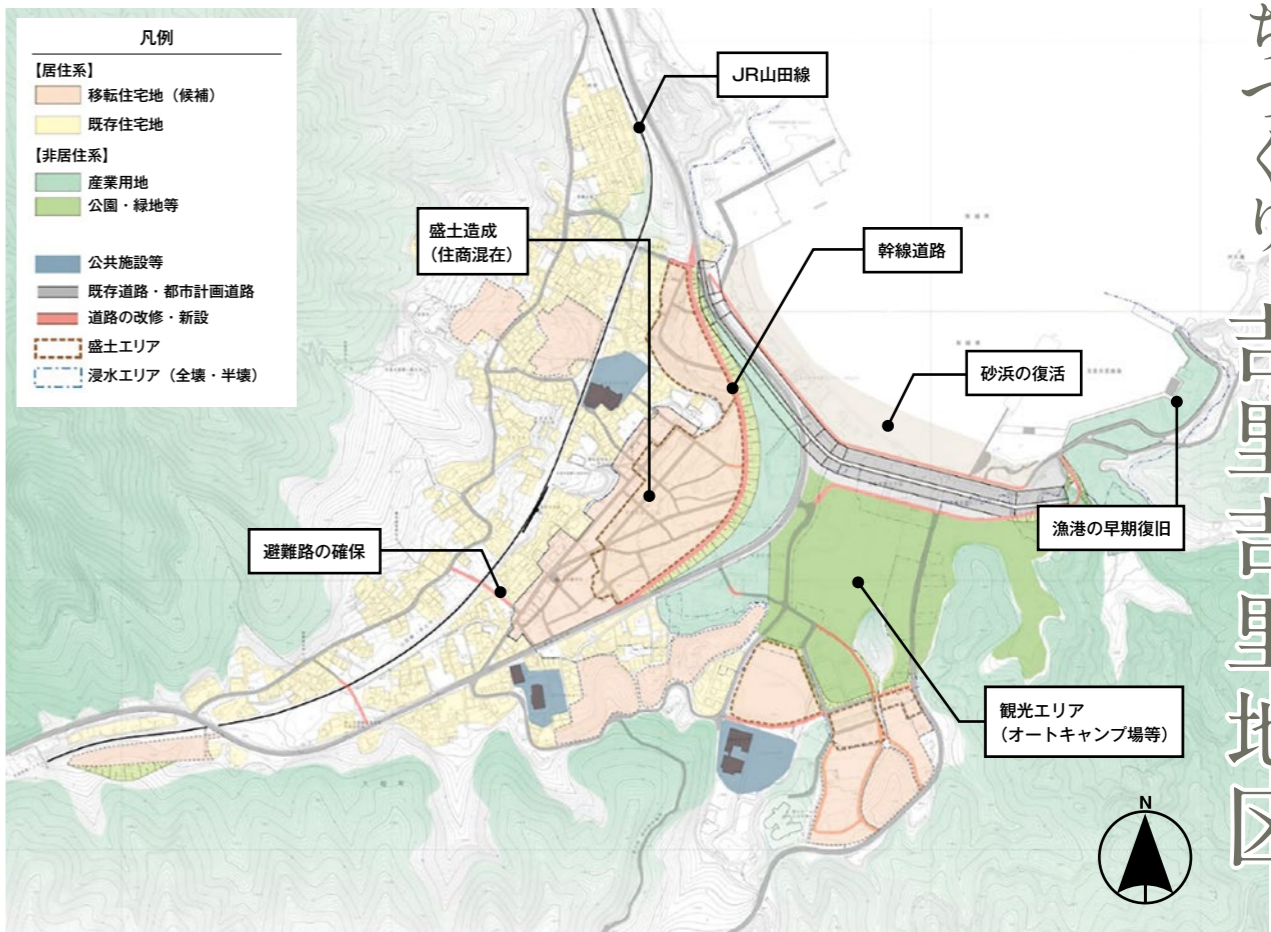 凡例
【居住系】
移転住宅地（候補）
既存住宅地
【非居住系】
産業用地
公園・緑地等
公共施設等
既存道路・都市計画道路
道路の改修・新設
盛土エリア
浸水エリア（全壊・半壊）
JR山田線
盛土造成
（住商混在）
幹線道路
砂浜の復活
漁港の早期復旧
避難路の確保
観光エリア
（オートキャンプ場等）
N
ちづくり 吉里吉里地区